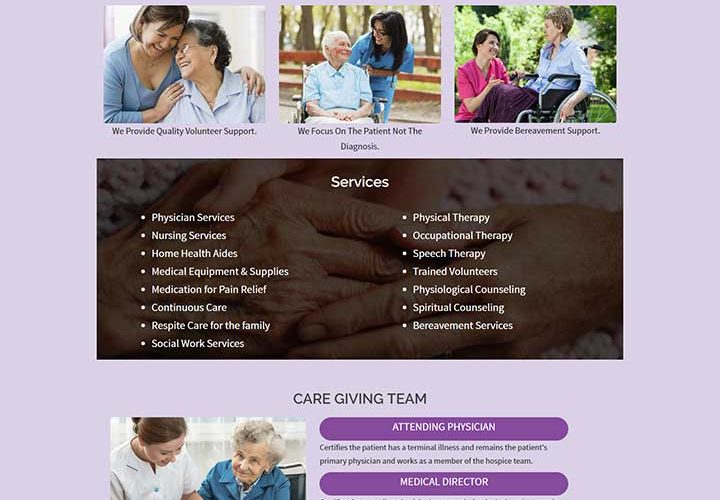 We Provide Quality Volunteer Support.
We Focus On The Patient Not The
Diagnosis.
We Provide Bereavement Support.
Services
Physician Services
Nursing Services
Home Health Aides
Medical Equipment & Supplies
Medication for Pain Relief
Continuous Care
Respite Care for the family
Social Work Services
Physical Therapy
Occupational Therapy
Speech Therapy
Trained Volunteers
Physiological Counseling
Spiritual Counseling
Bereavement Services
CARE GIVING TEAM
ATTENDING PHYSICIAN
Certifies the patient has a terminal illness and remains the patient's
primary physician and works as a member of the hospice team.
MEDICAL DIRECTOR